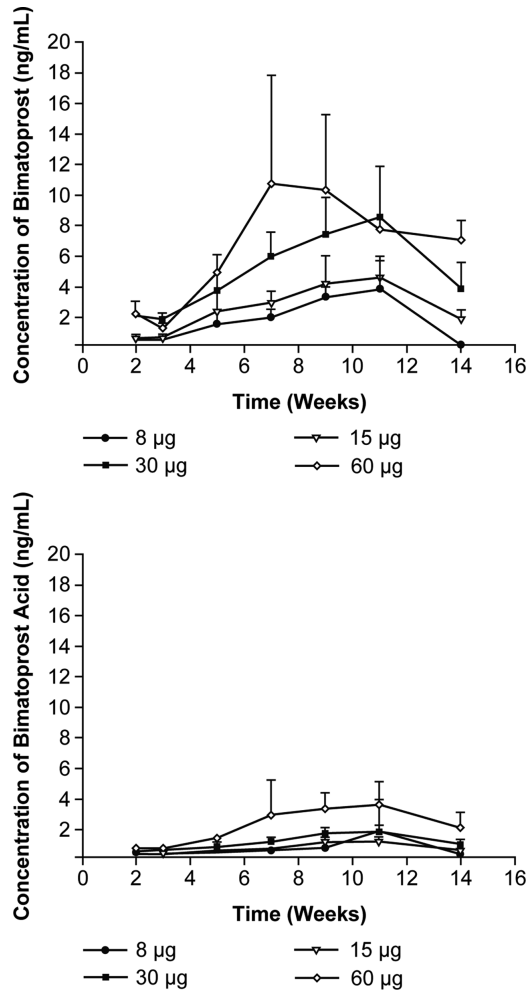 Concentration of Bimatoprost (ng/mL)
20
18
16
14
12
10
8
6
4
2
0 2 4 6 8 10 12 14 16
Time (Weeks)
8 µg 15 µg
30 µg 60 µg
Concentration of Bimatoprost Acid (ng/mL)
20
18
16
14
12
10
8
6
4
2
0 2 4 6 8 10 12 14 16
Time (Weeks)
8 µg 15 µg
30 µg 60 µg